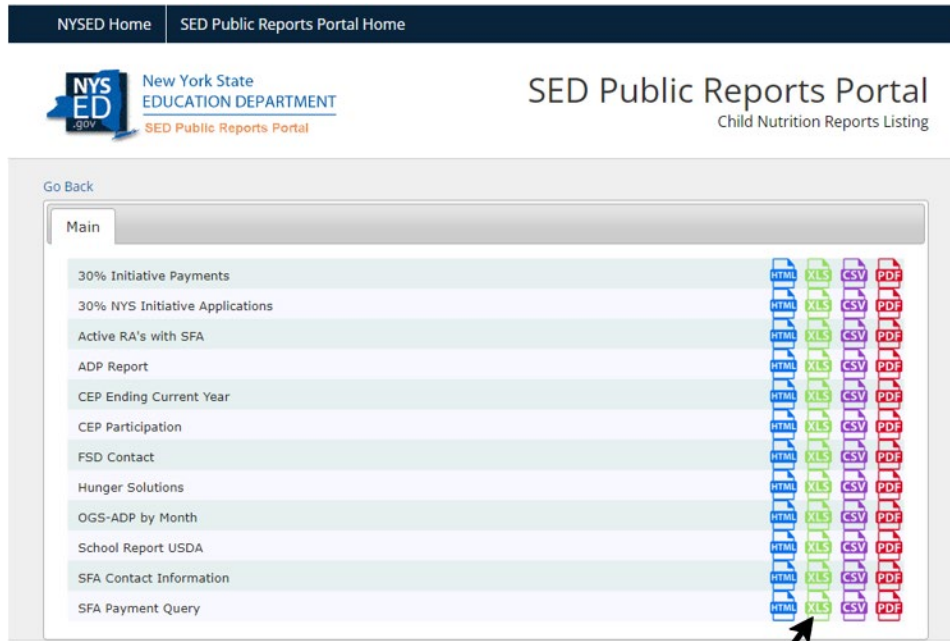 NYSED Home SED Public Reports Portal Home
NYS
ED
.gov
New York State
EDUCATION DEPARTMENT
SED Public Reports Portal
SED Public Reports Portal
Child Nutrition Reports Listing
Go Back
Main
30% Initiative Payments HTML XLS CSV PDF
30% NYS Initiative Applications HTML XLS CSV PDF
Active RA's with SFA HTML XLS CSV PDF
ADP Report HTML XLS CSV PDF
CEP Ending Current Year HTML XLS CSV PDF
CEP Participation HTML XLS CSV PDF
FSD Contact HTML XLS CSV PDF
Hunger Solutions HTML XLS CSV PDF
OGS-ADP by Month HTML XLS CSV PDF
School Report USDA HTML XLS CSV PDF
SFA Contact Information HTML XLS CSV PDF
SFA Payment Query HTML XLS CSV PDF